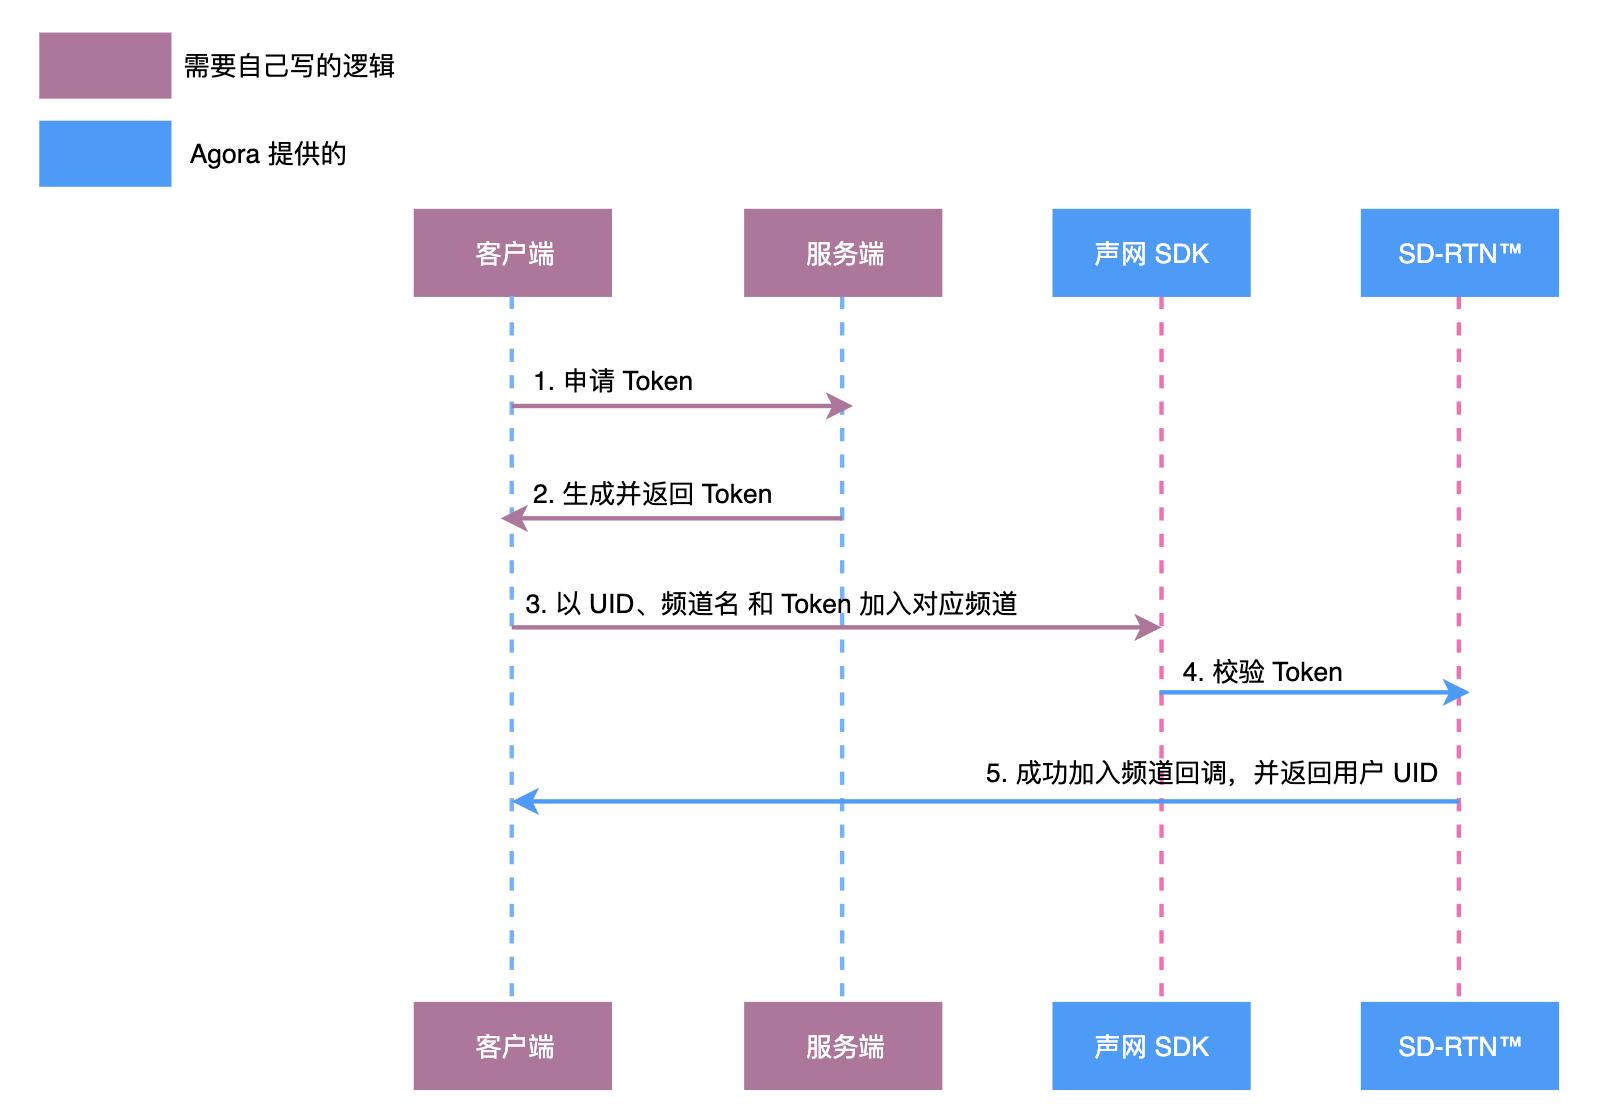 需要自己写的逻辑
Agora 提供的
客户端
服务端
声网 SDK
SD-RTN™
1. 申请 Token
2. 生成并返回 Token
3. 以 UID、频道名 和 Token 加入对应频道
4. 校验 Token
5. 成功加入频道回调，并返回用户 UID
客户端
服务端
声网 SDK
SD-RTN™